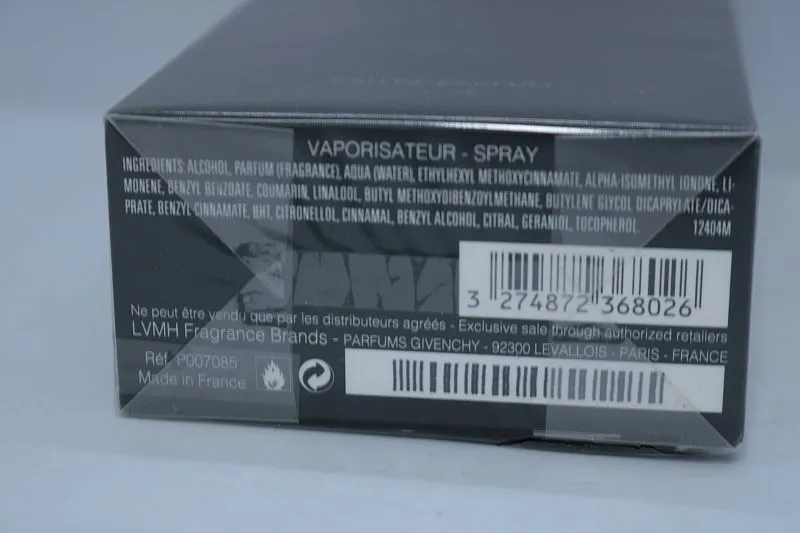 EAU DE PARFUM
VAPORISATEUR - SPRAY
INGREDIENTS: ALCOHOL, PARFUM (FRAGRANCE), AQUA (WATER), ETHYLHEXYL METHOXYCINNAMATE, ALPHA-ISOMETHYL IONONE, LI-
MONENE, BENZYL BENZOATE, COUMARIN, LINALOOL, BUTYL METHOXYDIBENZOYLMETHANE, BUTYLENE GLYCOL DICAPRYLATE/DICA-
PRATE, BENZYL CINNAMATE, BHT, CITRONELLOL, CINNAMAL, BENZYL ALCOHOL, CITRAL, GERANIOL, TOCOPHEROL.
12404M
3 274872 368026
Ne peut être vendu que par les distributeurs agréés - Exclusive sale through authorized retailers
LVMH Fragrance Brands - PARFUMS GIVENCHY - 92300 LEVALLOIS - PARIS - FRANCE
Réf. P007085
Made in France